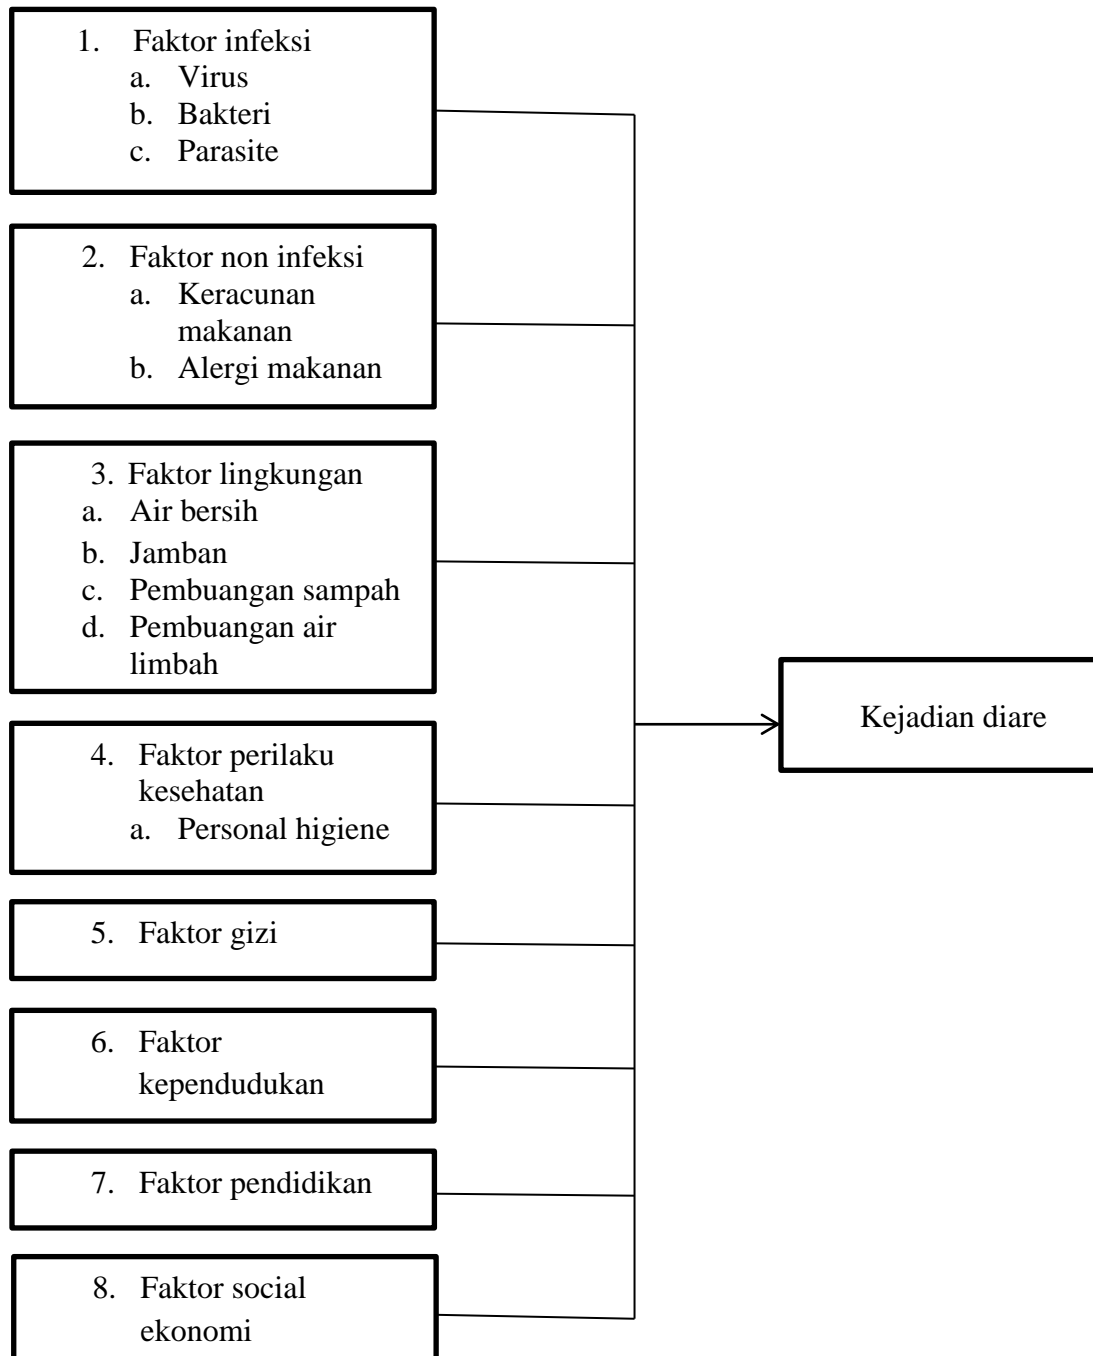 1. Faktor infeksi
a. Virus
b. Bakteri
c. Parasite
2. Faktor non infeksi
a. Keracunan
makanan
b. Alergi makanan
3. Faktor lingkungan
a. Air bersih
b. Jamban
c. Pembuangan sampah
d. Pembuangan air
limbah
4. Faktor perilaku
kesehatan
a. Personal higiene
5. Faktor gizi
6. Faktor
kependudukan
7. Faktor pendidikan
8. Faktor social
ekonomi
Kejadian diare